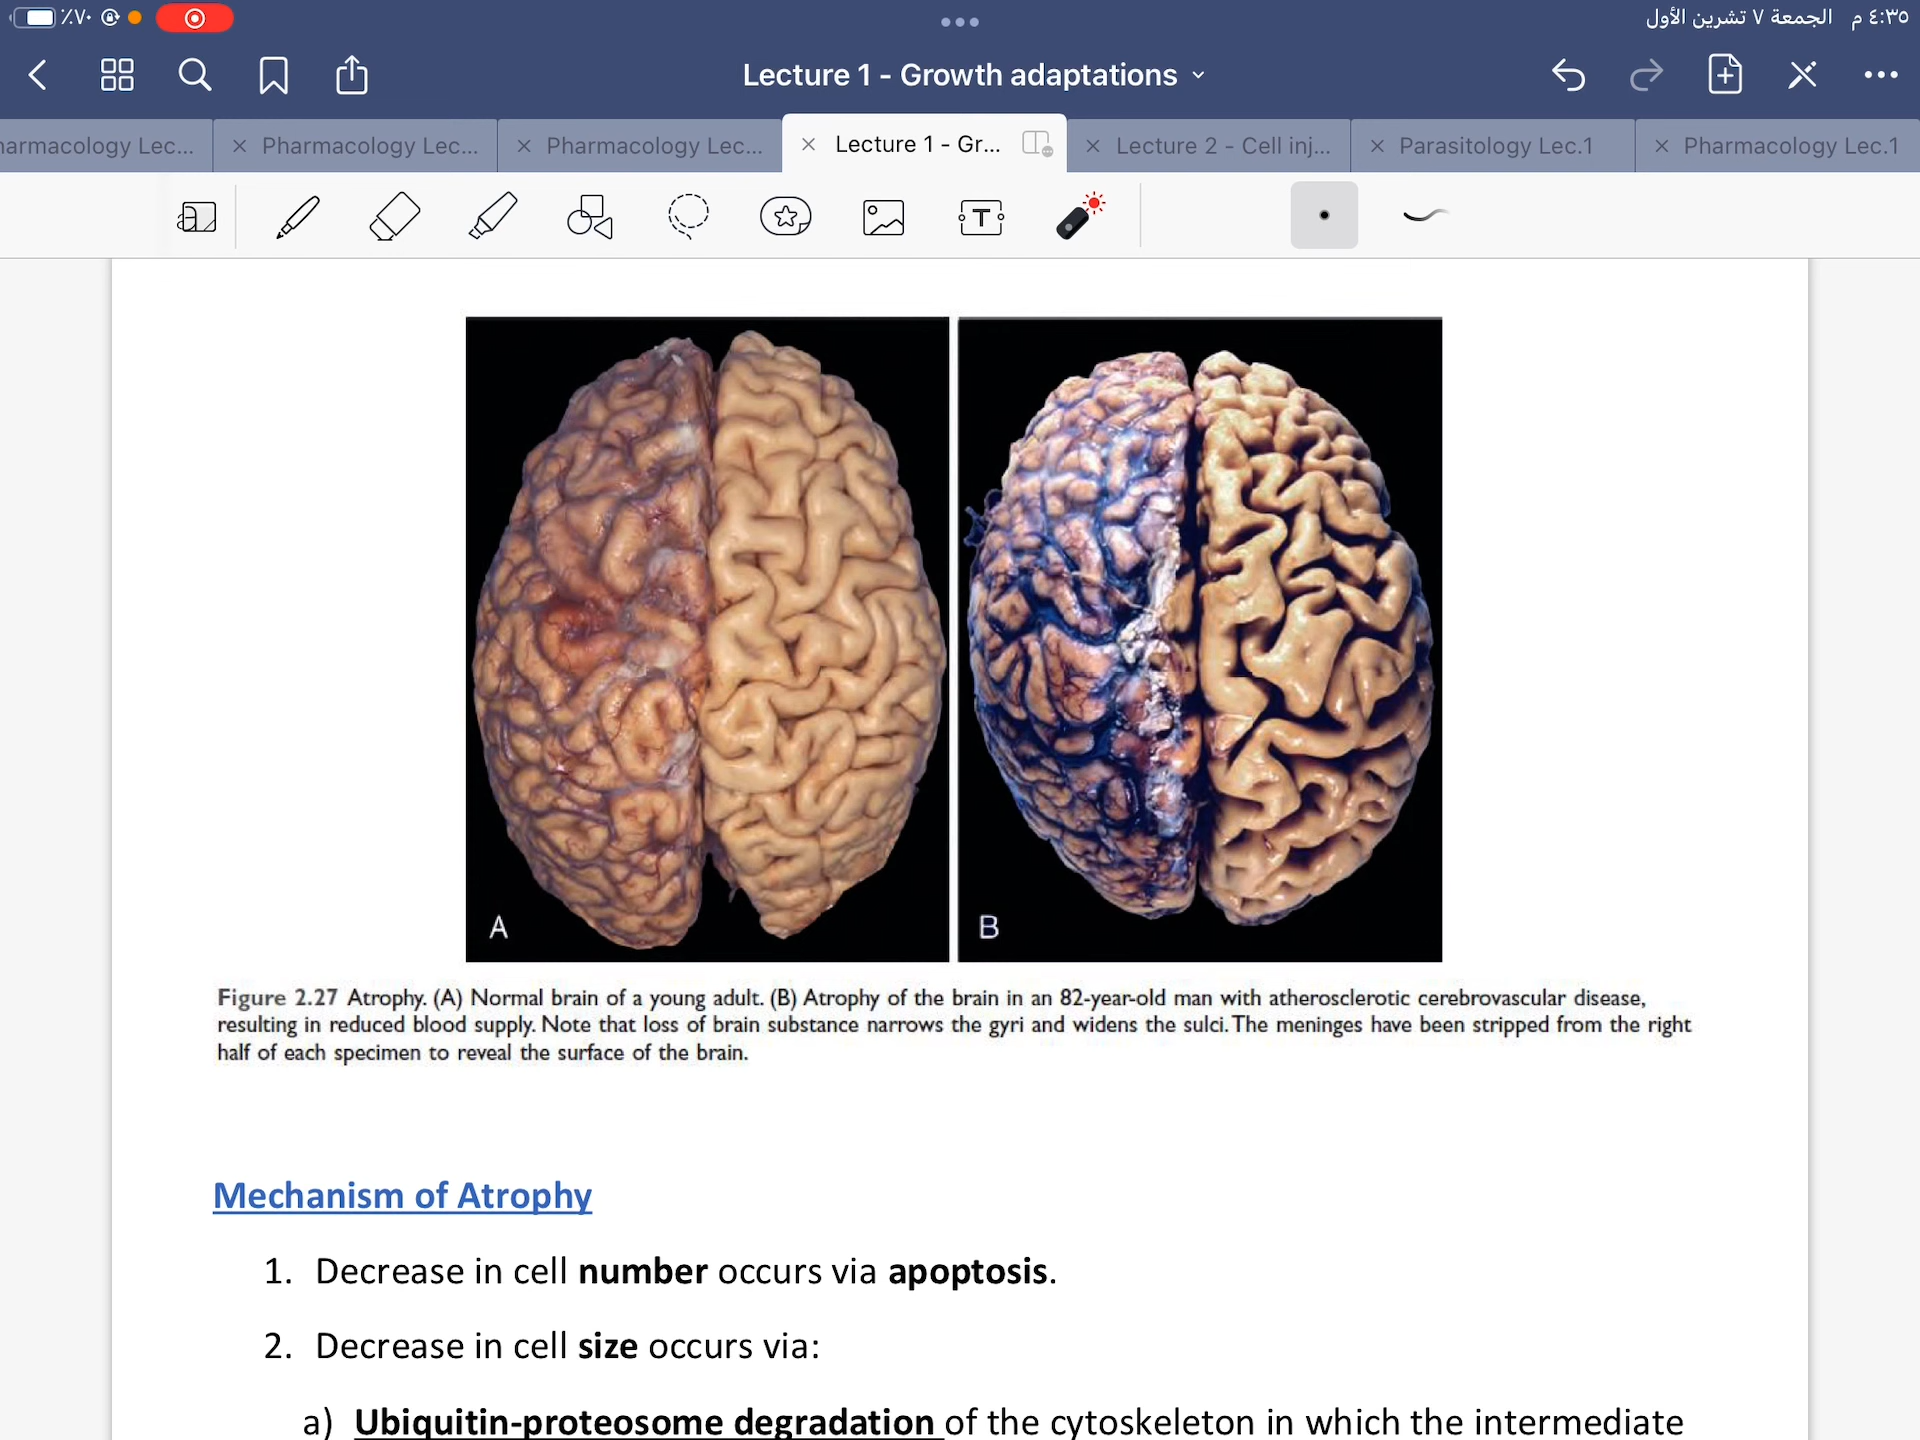 ٪٧٠
الجمعة ٧ تشرين الأول ٤:٣٥ م
Lecture 1 - Growth adaptations
armacology Lec...
Pharmacology Lec...
Pharmacology Lec...
Lecture 1 - Gr...
Lecture 2 - Cell inj...
Parasitology Lec.1
Pharmacology Lec.1
A
B
Figure 2.27 Atrophy. (A) Normal brain of a young adult. (B) Atrophy of the brain in an 82-year-old man with atherosclerotic cerebrovascular disease,
resulting in reduced blood supply. Note that loss of brain substance narrows the gyri and widens the sulci. The meninges have been stripped from the right
half of each specimen to reveal the surface of the brain.
Mechanism of Atrophy
1. Decrease in cell number occurs via apoptosis.
2. Decrease in cell size occurs via:
a) Ubiquitin-proteosome degradation of the cytoskeleton in which the intermediate